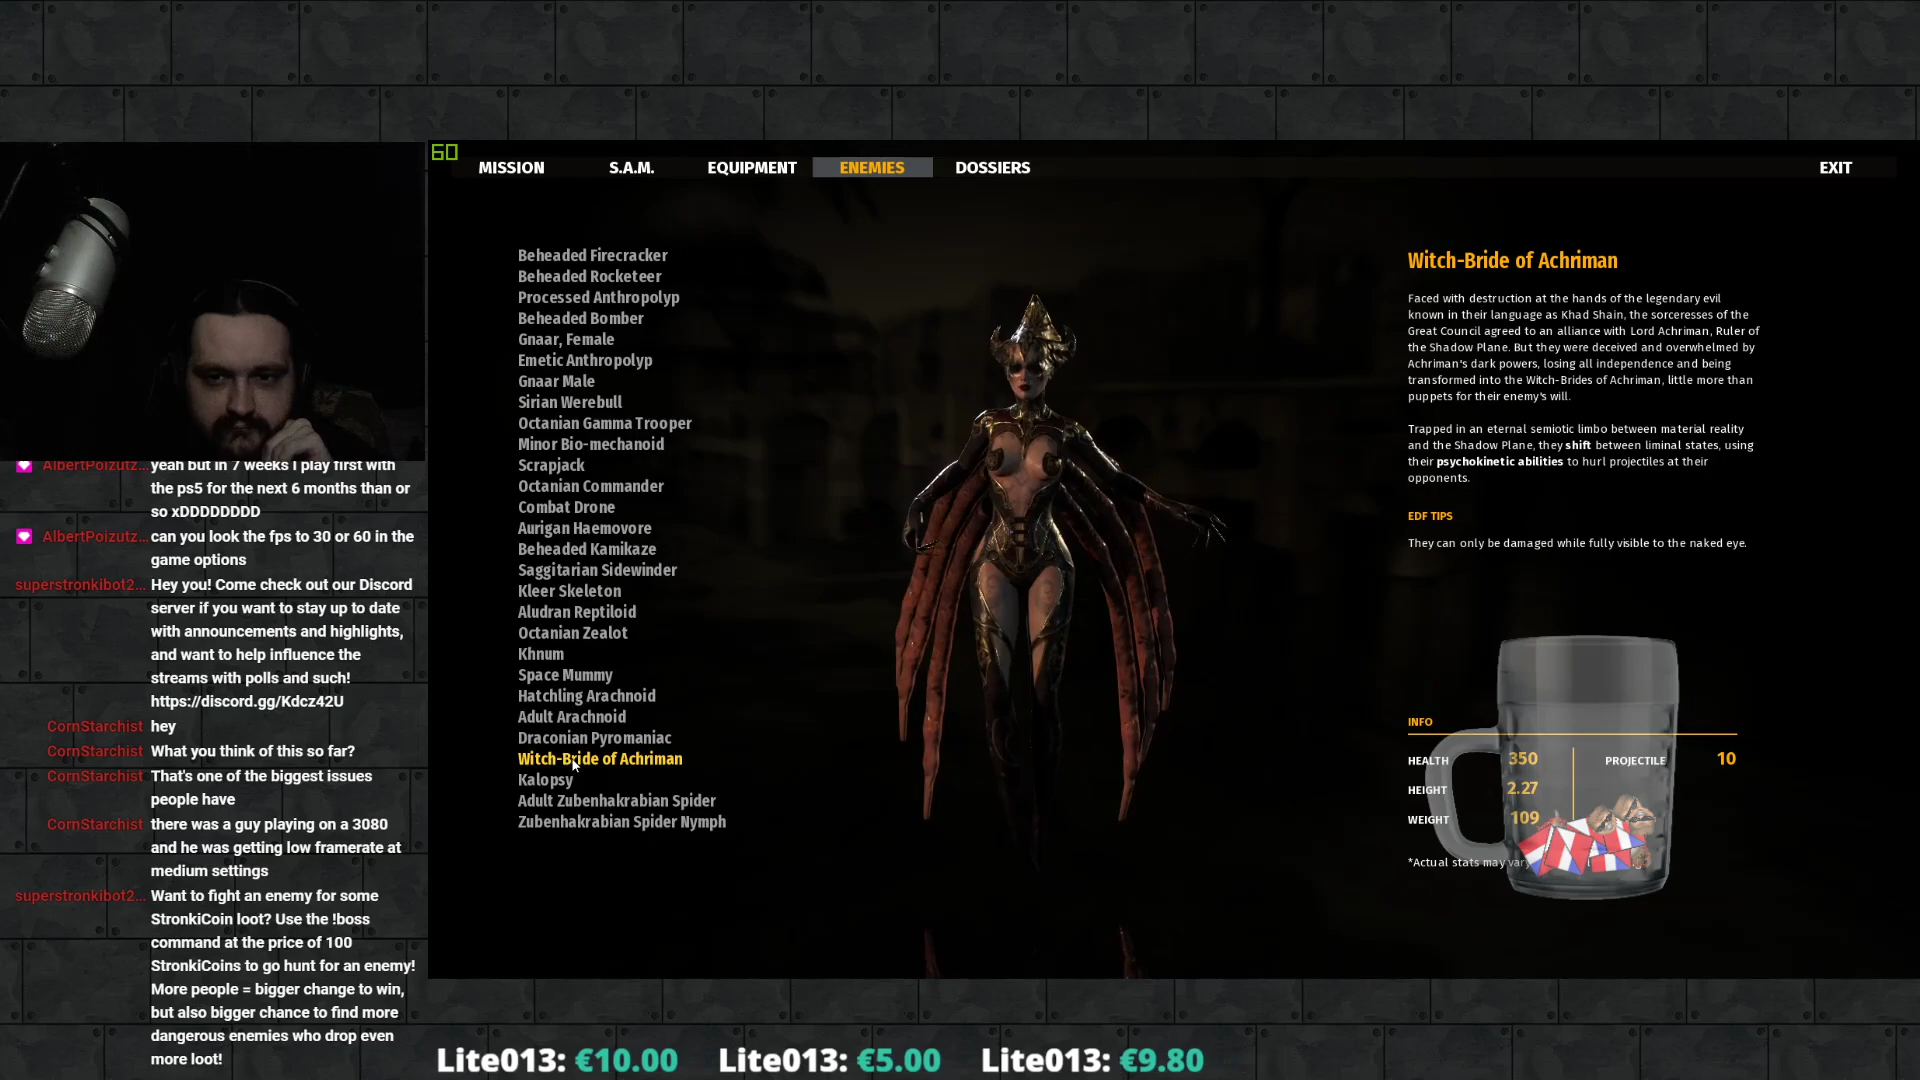 60
MISSION
S.A.M.
EQUIPMENT
ENEMIES
DOSSIERS
EXIT
Beheaded Firecracker
Beheaded Rocketeer
Processed Anthropolyp
Beheaded Bomber
Gnaar, Female
Emetic Anthropolyp
Gnaar Male
Sirian Werebull
Octanian Gamma Trooper
Minor Bio-mechanoid
Scrapjack
Octanian Commander
Combat Drone
Aurigan Haemovore
Beheaded Kamikaze
Saggitarian Sidewinder
Kleer Skeleton
Aludran Reptiloid
Octanian Zealot
Khnum
Space Mummy
Hatchling Arachnoid
Adult Arachnoid
Draconian Pyromaniac
Witch-Bride of Achriman
Kalopsy
Adult Zubenhakrabian Spider
Zubenhakrabian Spider Nymph
Witch-Bride of Achriman
Faced with destruction at the hands of the legendary evil
known in their language as Khad Shain, the sorceresses of the
Great Council agreed to an alliance with Lord Achriman, Ruler of
the Shadow Plane. But they were deceived and overwhelmed by
Achriman's dark powers, losing all independence and being
transformed into the Witch-Brides of Achriman, little more than
puppets for their enemy's will.
Trapped in an eternal semiotic limbo between material reality
and the Shadow Plane, they shift between liminal states, using
their psychokinetic abilities to hurl projectiles at their
opponents.
EDF TIPS
They can only be damaged while fully visible to the naked eye.
INFO
HEALTH 350 PROJECTILE 10
HEIGHT 2.27
WEIGHT 109
*Actual stats may vary
AlbertPoizutz... yeah but in 7 weeks I play first with
the ps5 for the next 6 months than or
so xDDDDDDDD
AlbertPoizutz... can you look the fps to 30 or 60 in the
game options
superstronkibot2... Hey you! Come check out our Discord
server if you want to stay up to date
with announcements and highlights,
and want to help influence the
streams with polls and such!
https://discord.gg/Kdcz42U
CornStarchist hey
CornStarchist What you think of this so far?
CornStarchist That's one of the biggest issues
people have
CornStarchist there was a guy playing on a 3080
and he was getting low framerate at
medium settings
superstronkibot2... Want to fight an enemy for some
StronkiCoin loot? Use the !boss
command at the price of 100
StronkiCoins to go hunt for an enemy!
More people = bigger change to win,
but also bigger chance to find more
dangerous enemies who drop even
more loot!
Lite013: €10.00 Lite013: €5.00 Lite013: €9.80